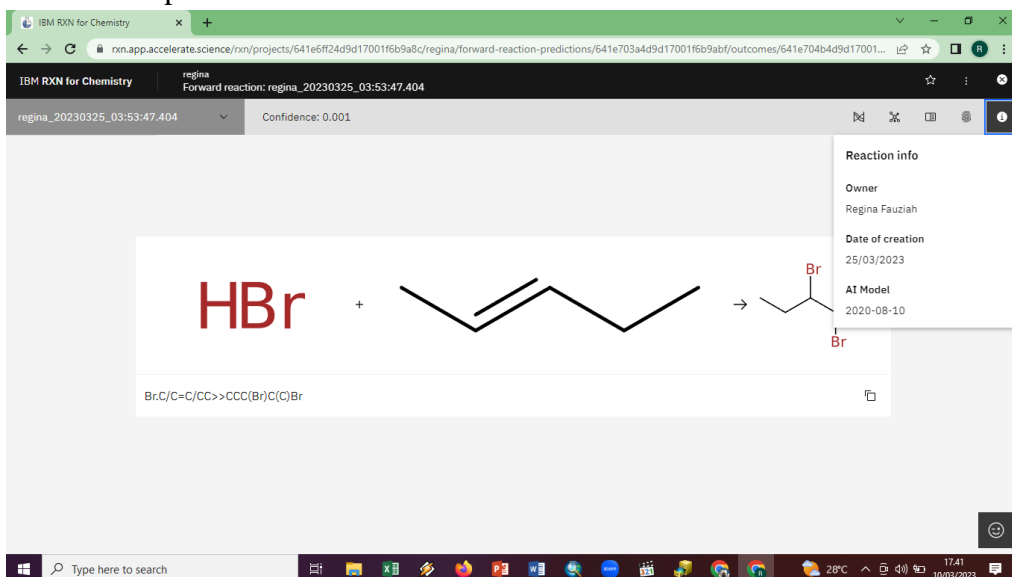 IBM RXN for Chemistry
rxn.app.accelerate.science/rxn/projects/641e6ff24d9d17001f6b9a8c/regina/forward-reaction-predictions/641e703a4d9d17001f6b9abf/outcomes/641e704b4d9d17001...
R
IBM RXN for Chemistry
regina
Forward reaction: regina_20230325_03:53:47.404
regina_20230325_03:53:47.404
Confidence: 0.001
Reaction info
Owner
Regina Fauziah
Date of creation
25/03/2023
AI Model
2020-08-10
HBr
+
Br
Br
Br.C/C=C/CC>>CCC(Br)C(C)Br
Type here to search
28°C
17.41
10/03/2023